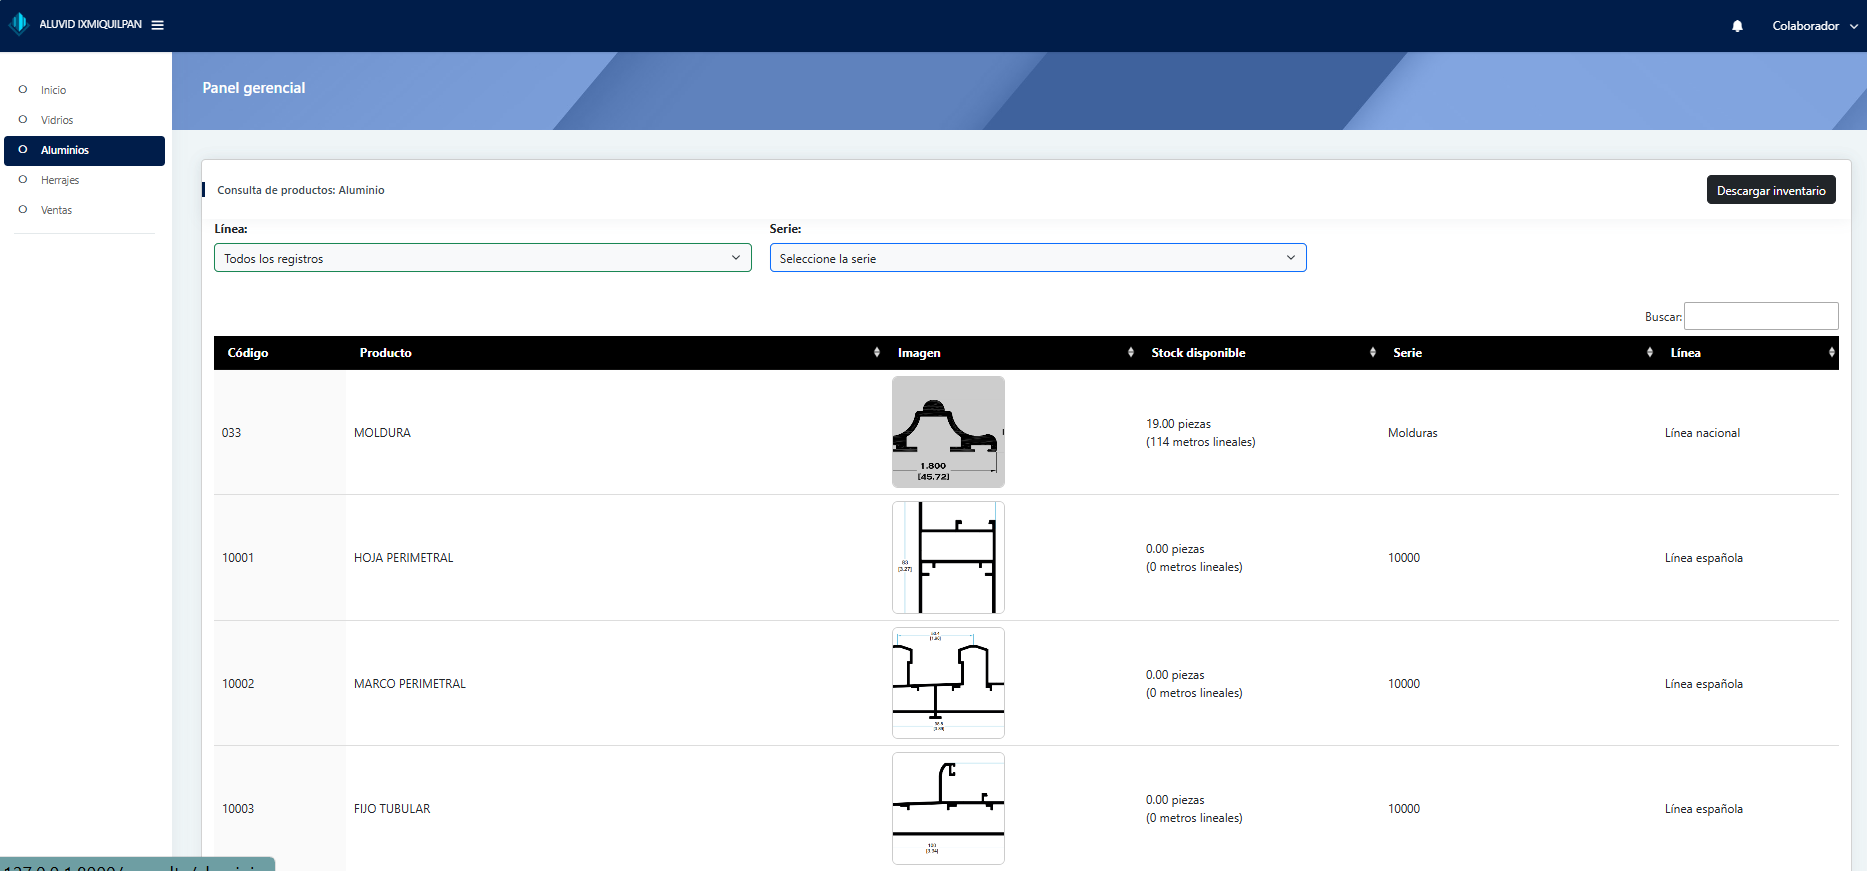 ALUVID IXMIQUILPAN
Colaborador
Inicio
Vidrios
Aluminios
Herrajes
Ventas
Panel gerencial
Consulta de productos: Aluminio
Descargar inventario
Línea:
Serie:
Todos los registros
Seleccione la serie
Buscar:
Código Producto Imagen Stock disponible Serie Línea
1.800
[45.72]
033 MOLDURA 19.00 piezas (114 metros lineales) Molduras Línea nacional
83
[3.27]
10001 HOJA PERIMETRAL 0.00 piezas (0 metros lineales) 10000 Línea española
10002 MARCO PERIMETRAL 0.00 piezas (0 metros lineales) 10000 Línea española
10003 FIJO TUBULAR 0.00 piezas (0 metros lineales) 10000 Línea española